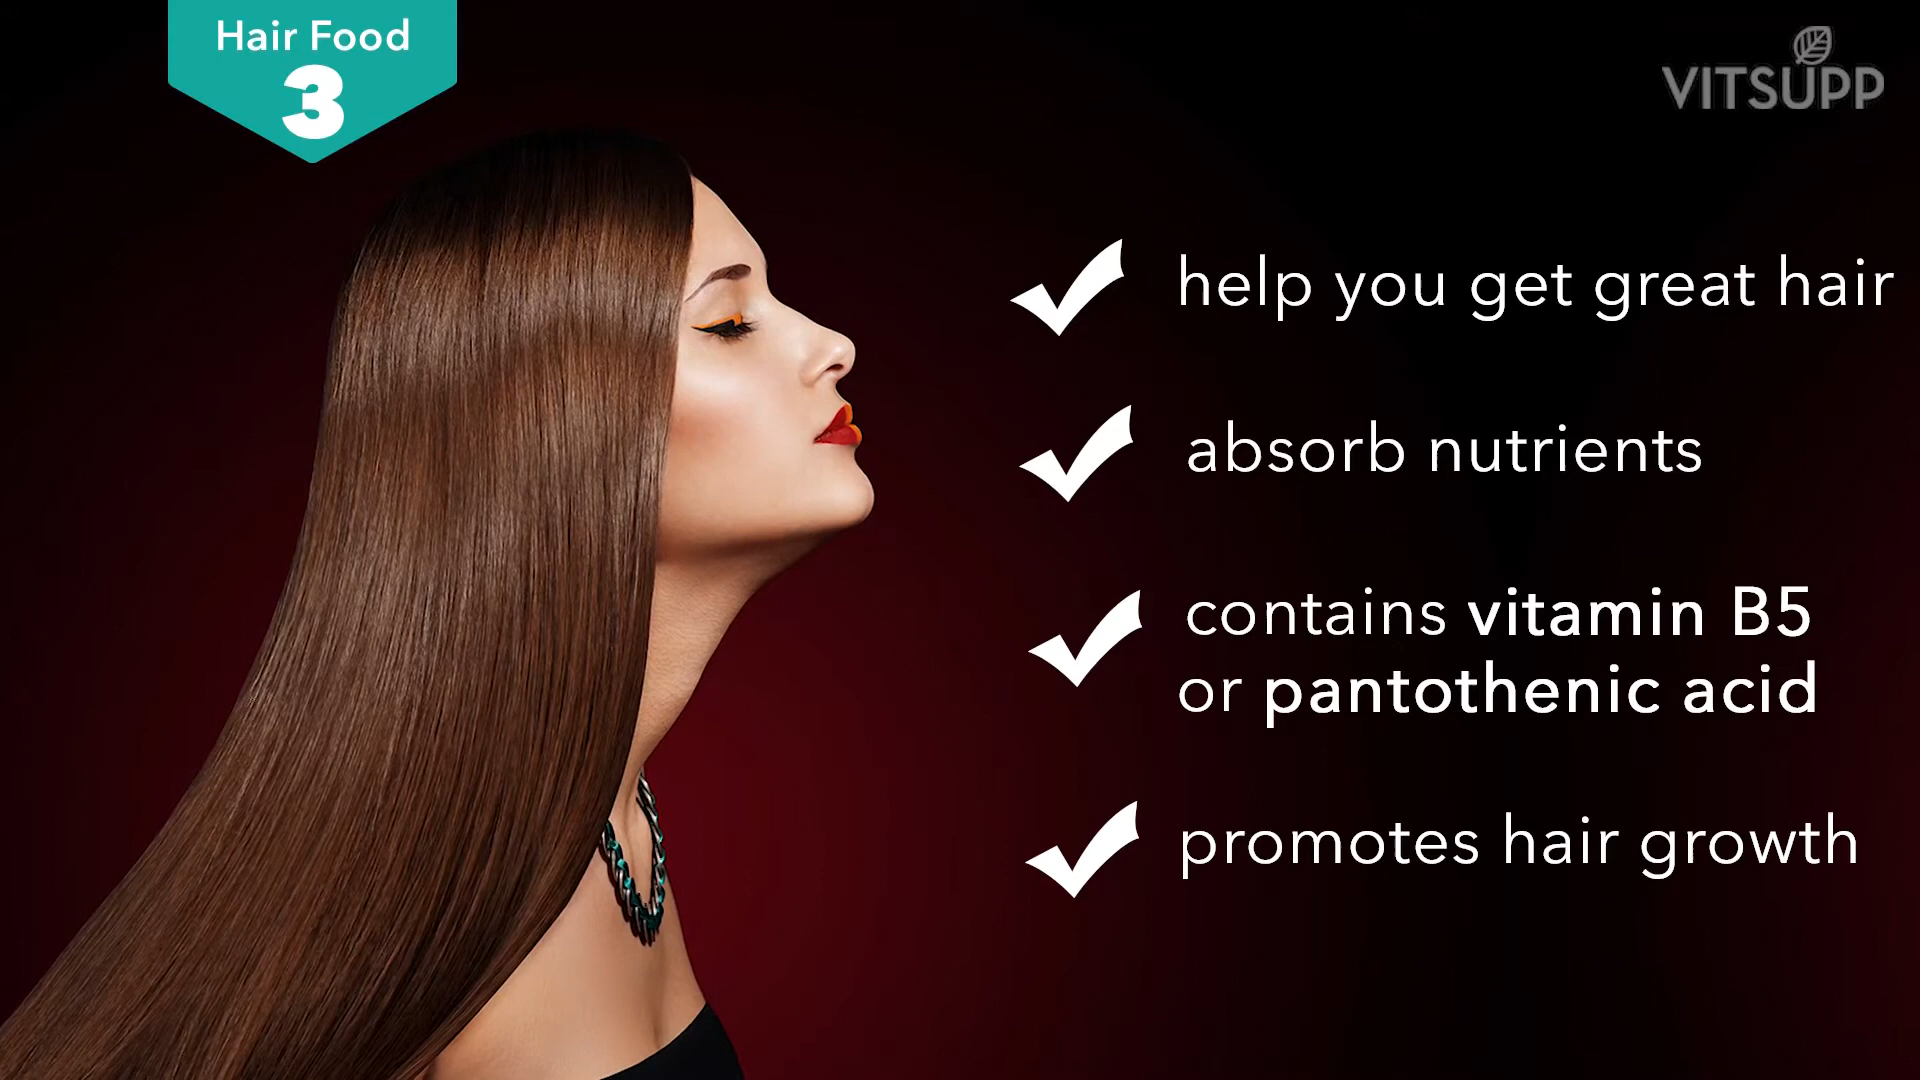 Hair Food
3
VITSUPP
help you get great hair
absorb nutrients
contains vitamin B5
or pantothenic acid
promotes hair growth